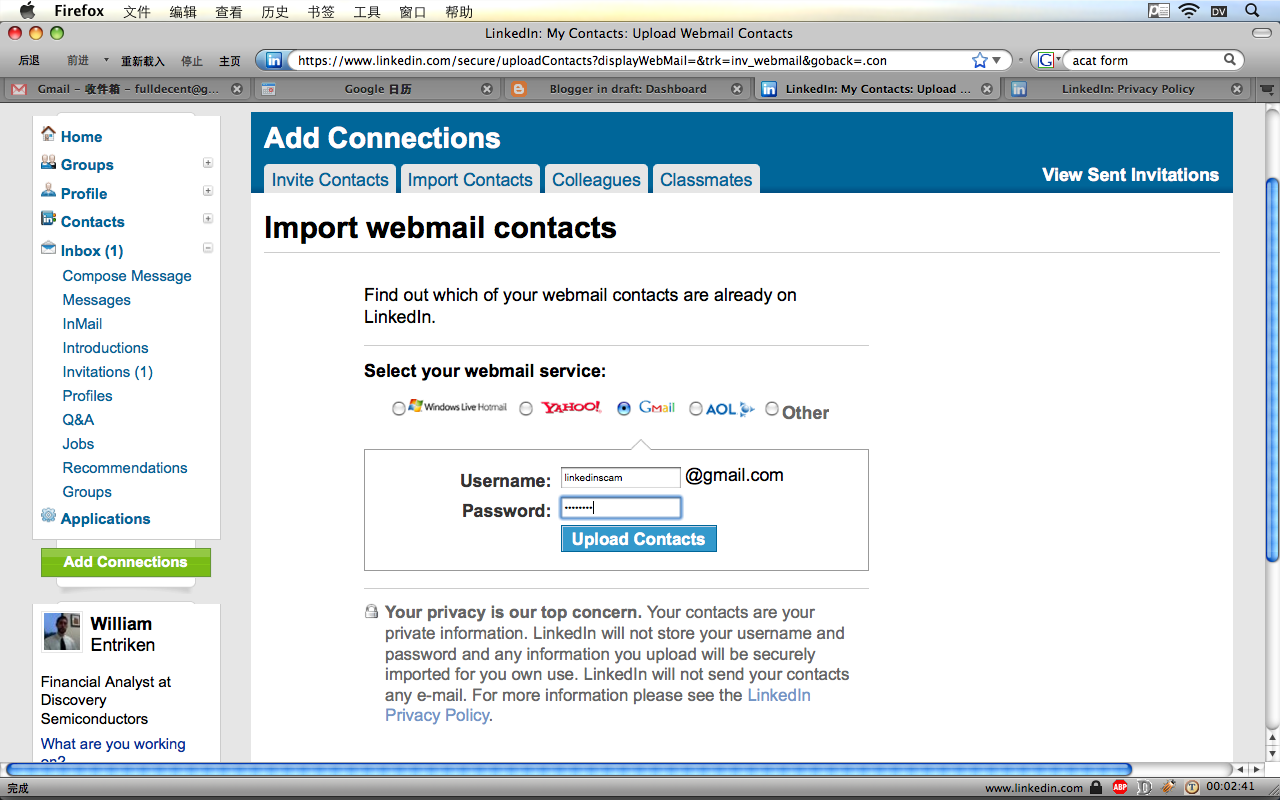 Firefox 文件 编辑 查看 历史 书签 工具 窗口 帮助 DV
LinkedIn: My Contacts: Upload Webmail Contacts
后退 前进 重新载入 停止 主页 https://www.linkedin.com/secure/uploadContacts?displayWebMail=&trk=inv_webmail&goback=.con acat form
Gmail - 收件箱 - fulldecent@g... Google 日历 Blogger in draft: Dashboard LinkedIn: My Contacts: Upload ... LinkedIn: Privacy Policy
Home
Groups
Profile
Contacts
Inbox (1)
Compose Message
Messages
InMail
Introductions
Invitations (1)
Profiles
Q&A
Jobs
Recommendations
Groups
Applications
Add Connections
William
Entriken
Financial Analyst at
Discovery
Semiconductors
What are you working
on?
Add Connections
Invite Contacts Import Contacts Colleagues Classmates
View Sent Invitations
Import webmail contacts
Find out which of your webmail contacts are already on
LinkedIn.
Select your webmail service:
Windows Live Hotmail YAHOO! GMail AOL Other
Username: linkedinscam @gmail.com
Password: ••••••••
Upload Contacts
Your privacy is our top concern. Your contacts are your
private information. LinkedIn will not store your username and
password and any information you upload will be securely
imported for you own use. LinkedIn will not send your contacts
any e-mail. For more information please see the LinkedIn
Privacy Policy.
完成 www.linkedin.com ABP 00:02:41